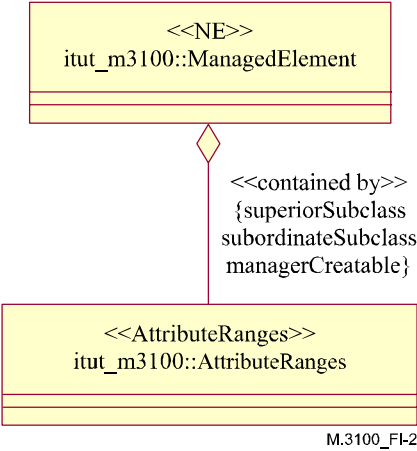 <<NE>>
itut_m3100::ManagedElement
<<contained by>>
{superiorSubclass
subordinateSubclass
managerCreatable}
<<AttributeRanges>>
itut_m3100::AttributeRanges
M.3100_FI-2